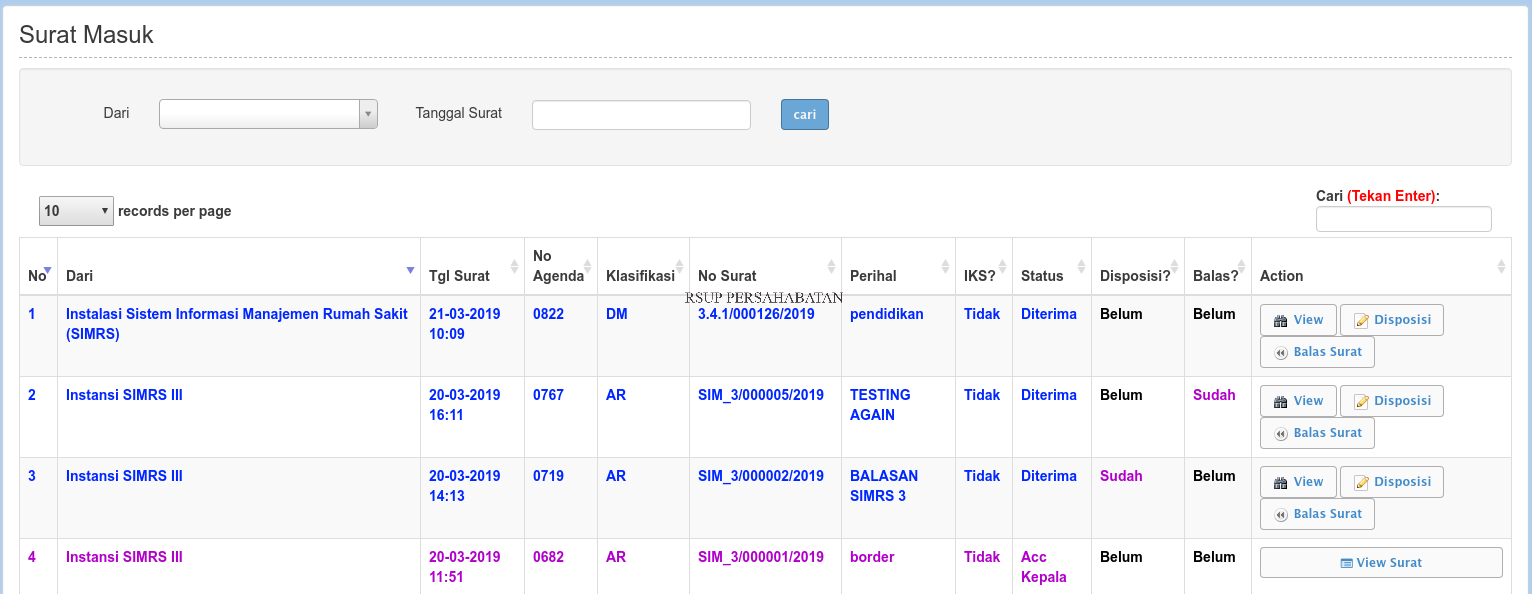 Surat Masuk
Dari
Tanggal Surat
cari
10 records per page
Cari (Tekan Enter):
No Dari Tgl Surat No Agenda Klasifikasi No Surat Perihal IKS? Status Disposisi? Balas? Action
RSUP PERSAHABATAN
1 Instalasi Sistem Informasi Manajemen Rumah Sakit 21-03-2019 0822 DM 3.4.1/000126/2019 pendidikan Tidak Diterima Belum Belum View Disposisi
(SIMRS) 10:09
Balas Surat
2 Instansi SIMRS III 20-03-2019 0767 AR SIM_3/000005/2019 TESTING Tidak Diterima Belum Sudah View Disposisi
16:11 AGAIN
Balas Surat
3 Instansi SIMRS III 20-03-2019 0719 AR SIM_3/000002/2019 BALASAN Tidak Diterima Sudah Belum View Disposisi
14:13 SIMRS 3
Balas Surat
4 Instansi SIMRS III 20-03-2019 0682 AR SIM_3/000001/2019 border Tidak Acc Belum Belum View Surat
11:51 Kepala